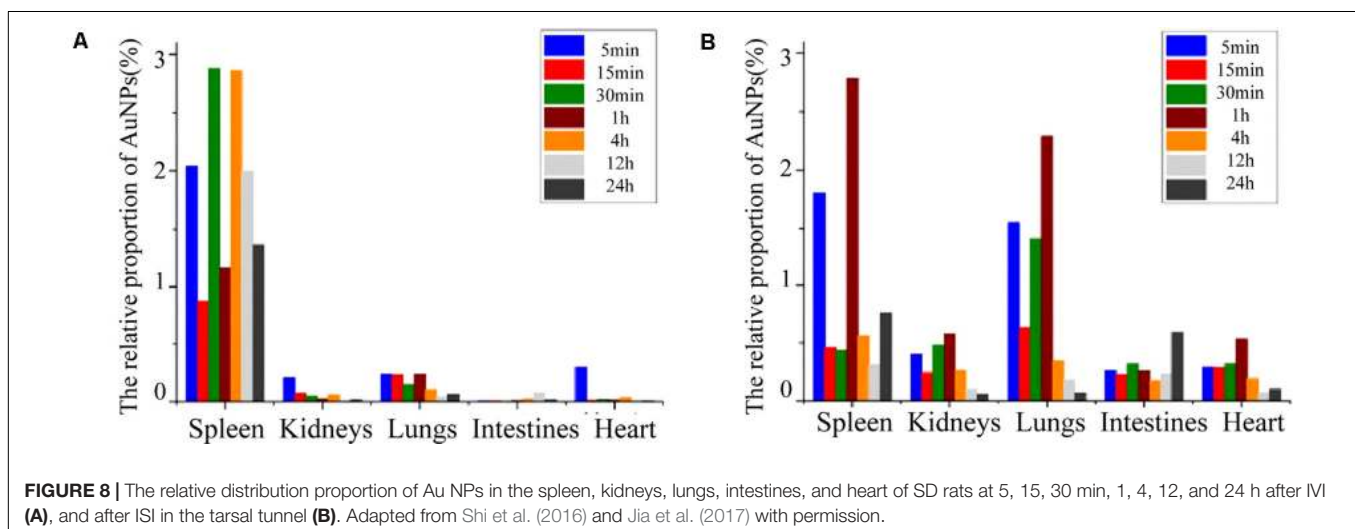 A
The relative proportion of AuNPs(%)
3
2
1
0
5min
15min
30min
1h
4h
12h
24h
Spleen Kidneys Lungs Intestines Heart
B
The relative proportion of AuNPs(%)
3
2
1
0
5min
15min
30min
1h
4h
12h
24h
Spleen Kidneys Lungs Intestines Heart
FIGURE 8 | The relative distribution proportion of Au NPs in the spleen, kidneys, lungs, intestines, and heart of SD rats at 5, 15, 30 min, 1, 4, 12, and 24 h after IVI
(A), and after ISI in the tarsal tunnel (B). Adapted from Shi et al. (2016) and Jia et al. (2017) with permission.